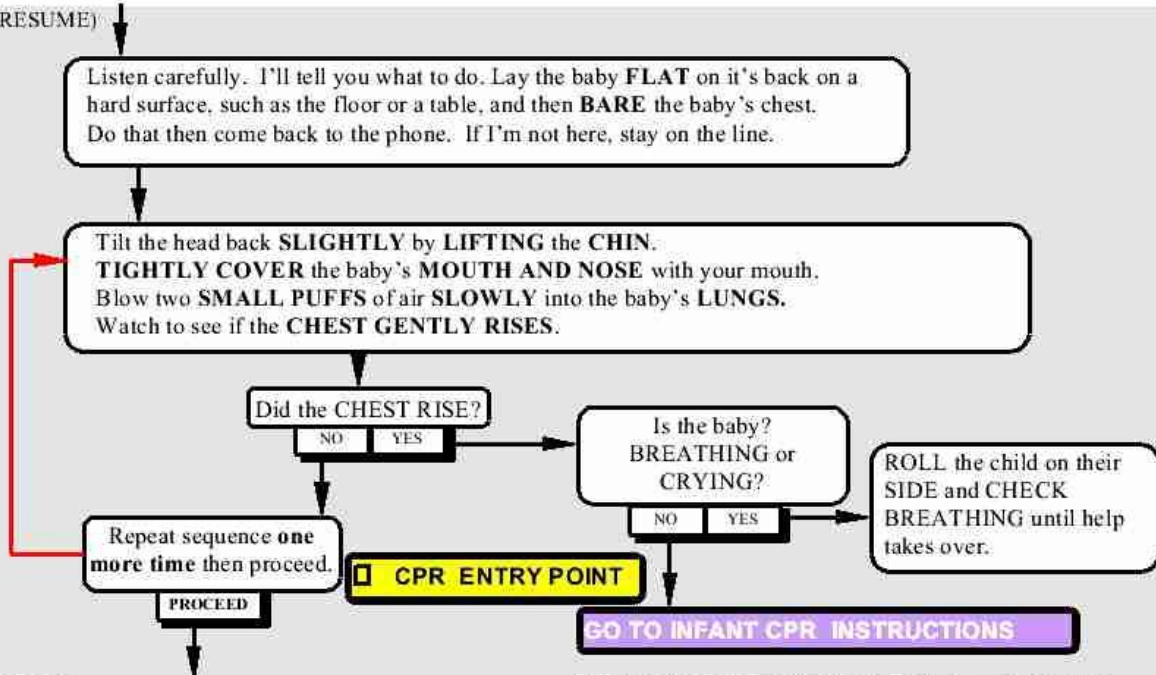 RESUME)
Listen carefully. I'll tell you what to do. Lay the baby FLAT on it's back on a
hard surface, such as the floor or a table, and then BARE the baby's chest.
Do that then come back to the phone. If I'm not here, stay on the line.
Tilt the head back SLIGHTLY by LIFTING the CHIN.
TIGHTLY COVER the baby's MOUTH AND NOSE with your mouth.
Blow two SMALL PUFFS of air SLOWLY into the baby's LUNGS.
Watch to see if the CHEST GENTLY RISES.
Did the CHEST RISE?
NO YES
Is the baby?
BREATHING or
CRYING?
NO YES
ROLL the child on their
SIDE and CHECK
BREATHING until help
takes over.
Repeat sequence one
more time then proceed.
PROCEED
CPR ENTRY POINT
GO TO INFANT CPR INSTRUCTIONS